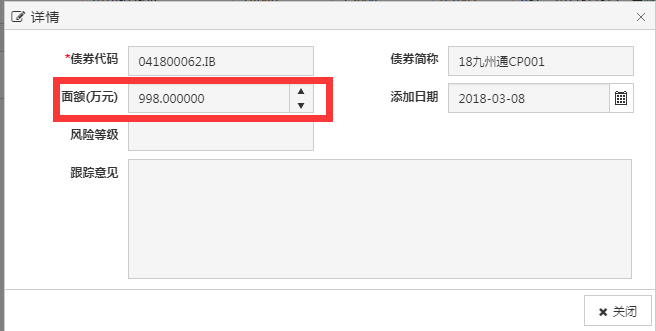 详情
*债券代码 041800062.IB 债券简称 18九州通CP001
面额(万元) 998.000000 添加日期 2018-03-08
风险等级
跟踪意见
关闭